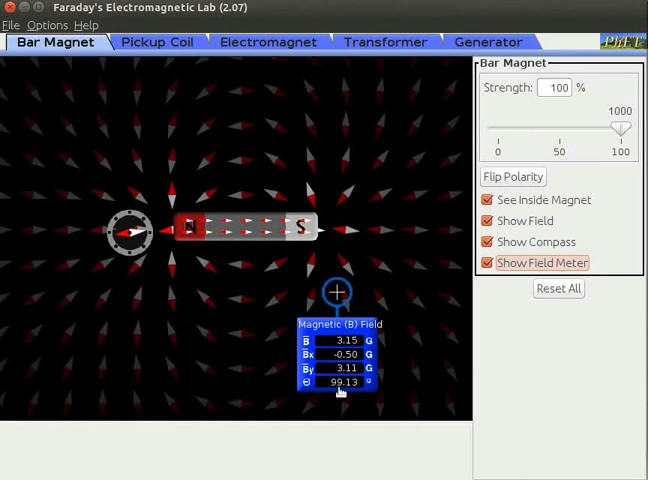 Faraday's Electromagnetic Lab (2.07)
File Options Help
Bar Magnet Pickup Coil Electromagnet Transformer Generator PhET
Bar Magnet
Strength: 100 %
1000
0 50 100
Flip Polarity
See Inside Magnet
Show Field
Show Compass
Show Field Meter
Reset All
N S
Magnetic (B) Field
B 3.15 G
Bx -0.50 G
By 3.11 G
Θ 99.13 °